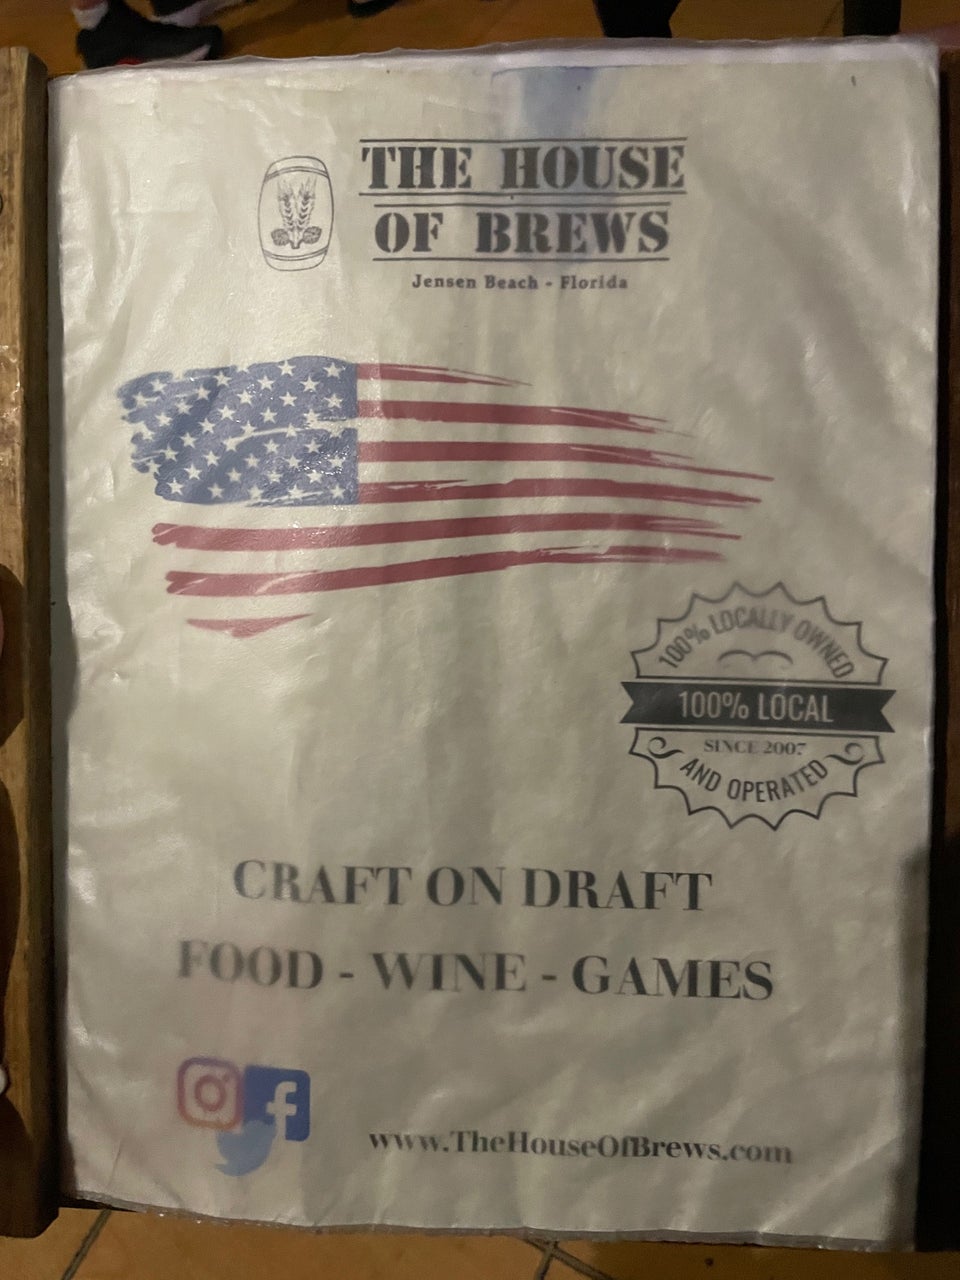 THE HOUSE
OF BREWS
Jensen Beach - Florida
100% LOCALLY OWNED
100% LOCAL
SINCE 2007
AND OPERATED
CRAFT ON DRAFT
FOOD - WINE - GAMES
f
www.TheHouseOfBrews.com